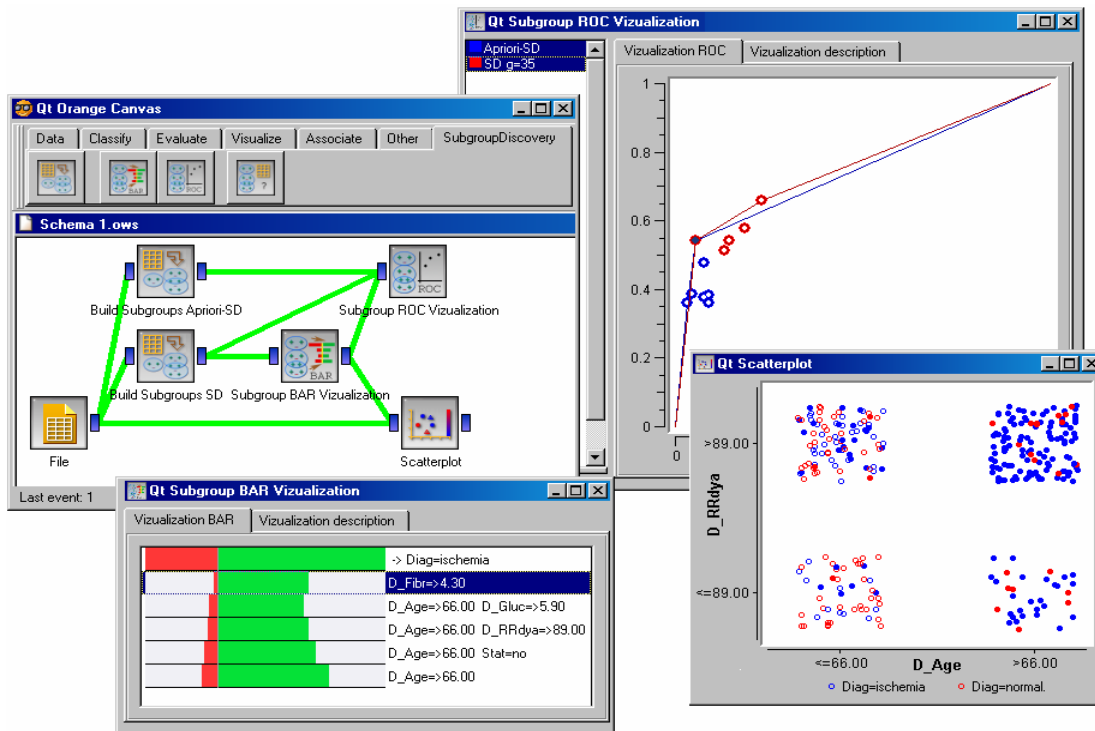 Qt Subgroup ROC Vizualization
Apriori-SD
SD g=35
Vizualization ROC
Vizualization description
1
0.8
0.6
0.4
0.2
0
0
Qt Orange Canvas
Data Classify Evaluate Visualize Associate Other SubgroupDiscovery
BAR
ROC
?
Schema 1.ows
ROC
Build Subgroups Apriori-SD
Subgroup ROC Vizualization
BAR
Build Subgroups SD
Subgroup BAR Vizualization
File
Scatterplot
Last event: 1
Qt Scatterplot
>89.00
D_RRdya
<=89.00
<=66.00
D_Age
>66.00
Diag=ischemia
Diag=normal.
Qt Subgroup BAR Vizualization
Vizualization BAR
Vizualization description
-> Diag=ischemia
D_Fibr=>4.30
D_Age=>66.00 D_Gluc=>5.90
D_Age=>66.00 D_RRdya=>89.00
D_Age=>66.00 Stat=no
D_Age=>66.00